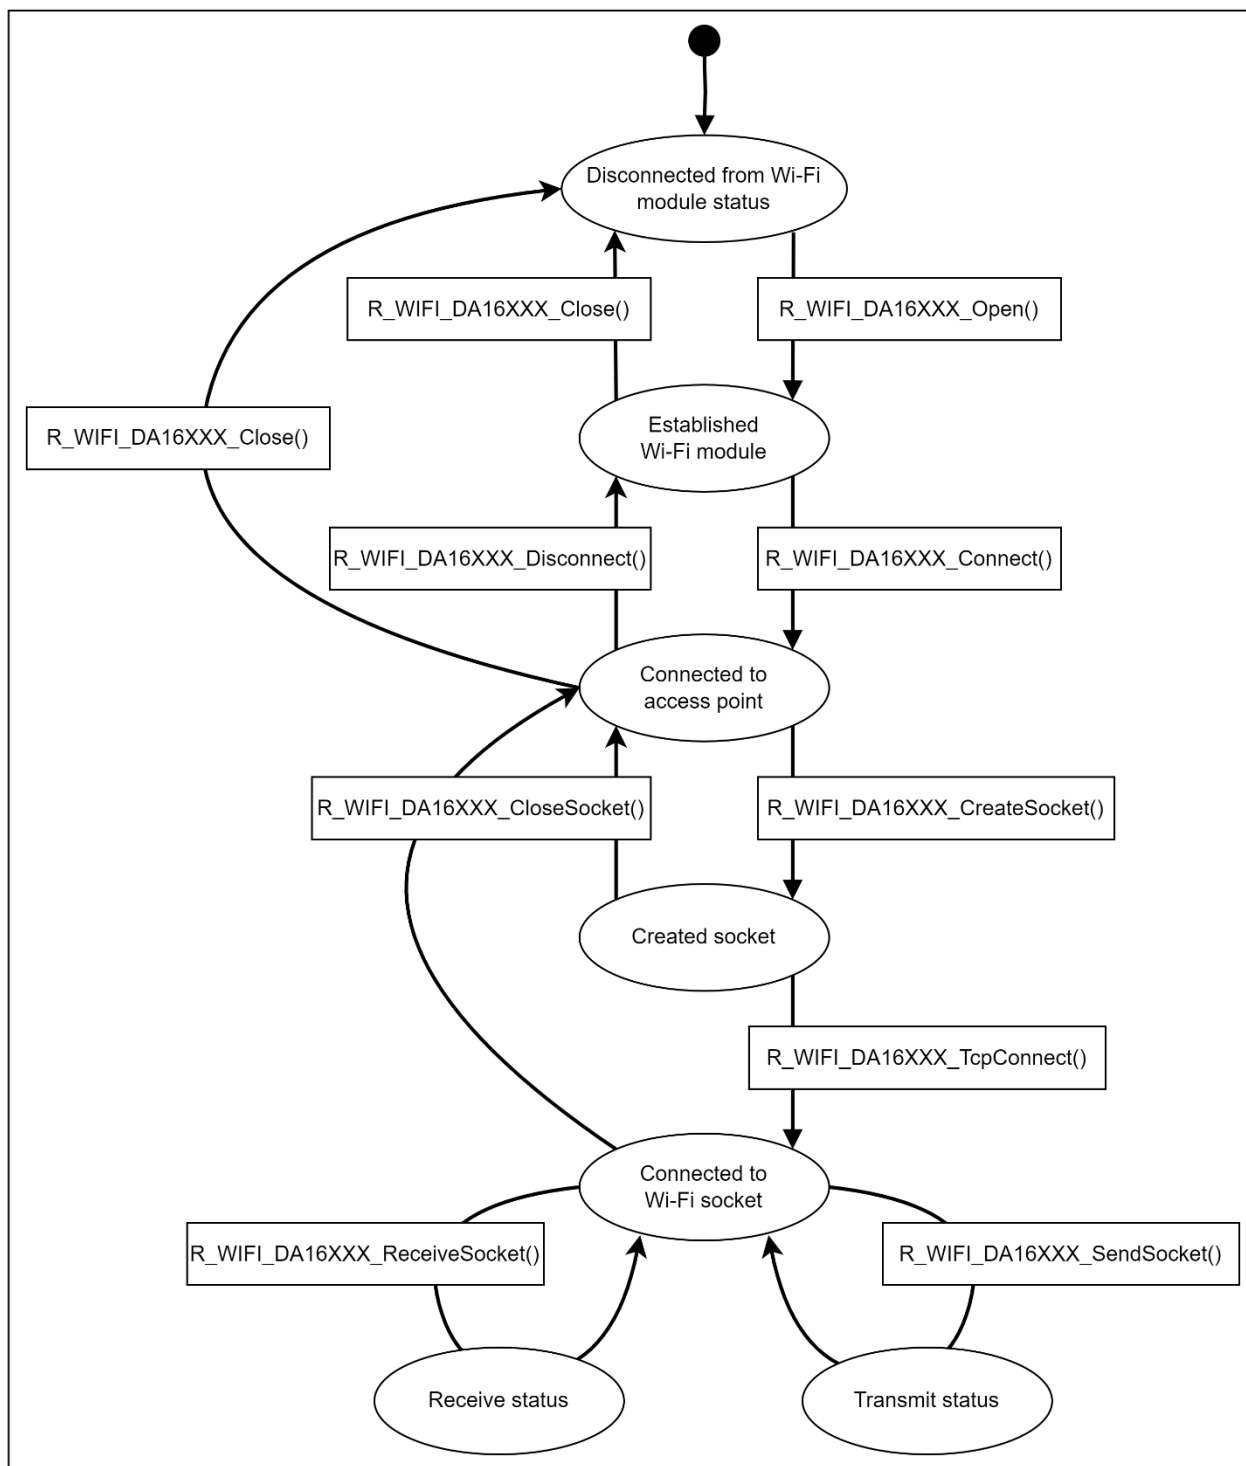 Disconnected from Wi-Fi
module status
R_WIFI_DA16XXX_Close()
R_WIFI_DA16XXX_Open()
R_WIFI_DA16XXX_Close()
Established
Wi-Fi module
R_WIFI_DA16XXX_Disconnect()
R_WIFI_DA16XXX_Connect()
Connected to
access point
R_WIFI_DA16XXX_CloseSocket()
R_WIFI_DA16XXX_CreateSocket()
Created socket
R_WIFI_DA16XXX_TcpConnect()
Connected to
Wi-Fi socket
R_WIFI_DA16XXX_ReceiveSocket()
R_WIFI_DA16XXX_SendSocket()
Receive status
Transmit status